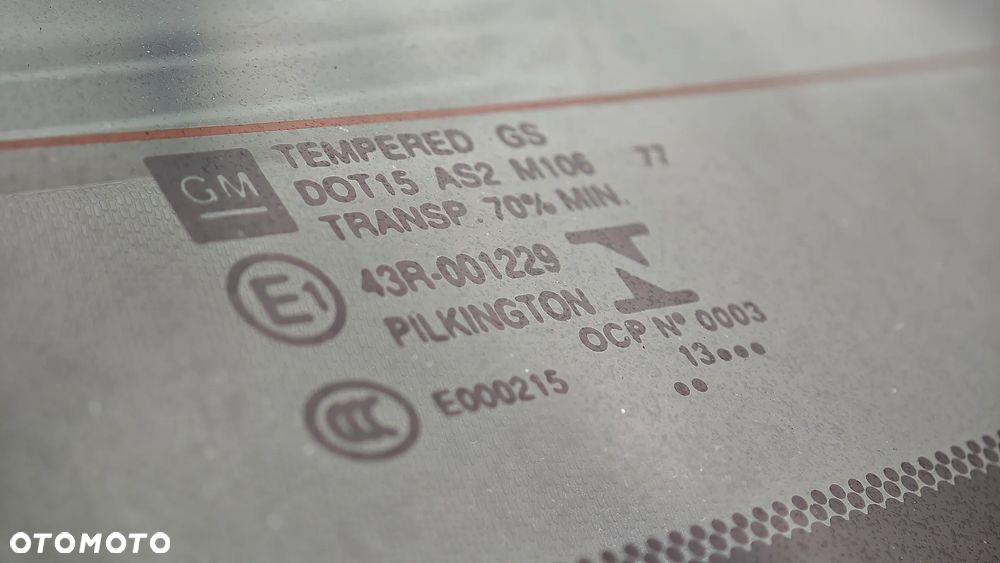 GM
TEMPERED GS
DOT15 AS2 M106 77
TRANSP. 70% MIN.
E1
43R-001229
PILKINGTON
OCP Nº 0003
13•••
••
CCC
E000215
OTOMOTO